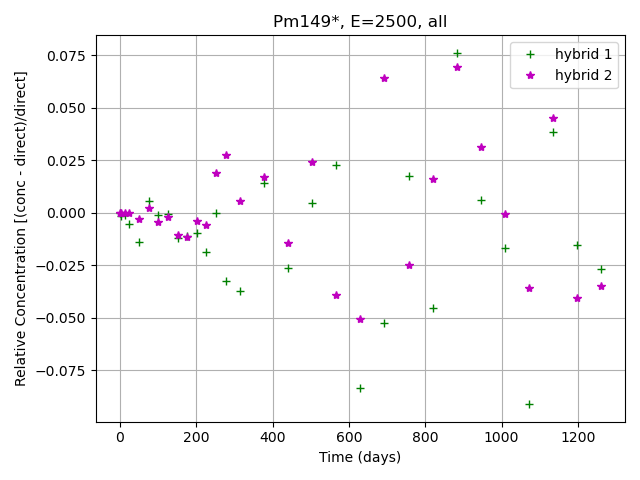 Pm149*, E=2500, all
hybrid 1
hybrid 2
Relative Concentration [(conc - direct)/direct]
0.075
0.050
0.025
0.000
−0.025
−0.050
−0.075
0 200 400 600 800 1000 1200
Time (days)